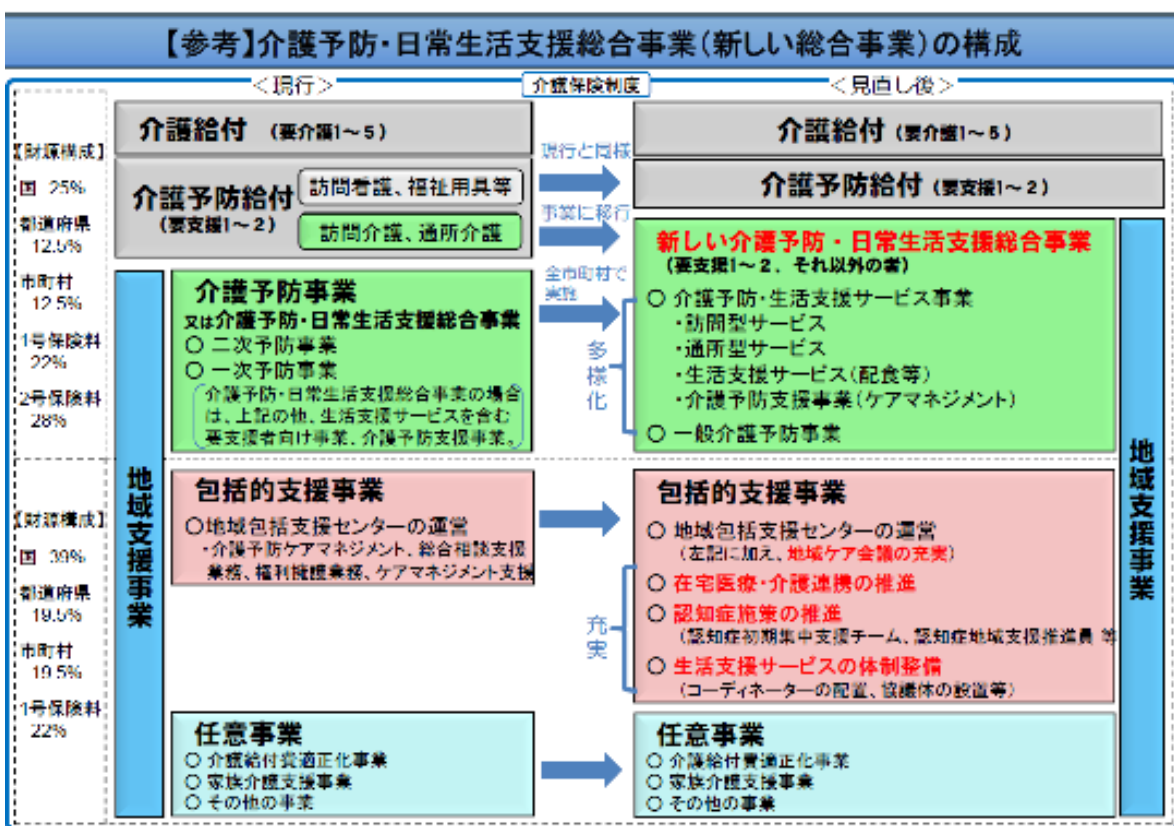 【参考】介護予防・日常生活支援総合事業(新しい総合事業)の構成
＜現行＞
介護保険制度
＜見直し後＞
【財源構成】
国 25%
都道府県
12.5%
市町村
12.5%
1号保険料
22%
2号保険料
28%
【財源構成】
国 39%
都道府県
19.5%
市町村
19.5%
1号保険料
22%
介護給付 (要介護1～5)
介護予防給付
(要支援1～2)
訪問看護、福祉用具等
訪問介護、通所介護
地域支援事業
介護予防事業
又は介護予防・日常生活支援総合事業
○ 二次予防事業
○ 一次予防事業
介護予防・日常生活支援総合事業の場合
は、上記の他、生活支援サービスを含む
要支援者向け事業、介護予防支援事業。
包括的支援事業
○地域包括支援センターの運営
・介護予防ケアマネジメント、総合相談支援
業務、権利擁護業務、ケアマネジメント支援
任意事業
○ 介護給付費適正化事業
○ 家族介護支援事業
○ その他の事業
現行と同様
事業に移行
全市町村で
実施
多様化
充実
介護給付 (要介護1～5)
介護予防給付 (要支援1～2)
新しい介護予防・日常生活支援総合事業
(要支援1～2、それ以外の者)
○ 介護予防・生活支援サービス事業
・訪問型サービス
・通所型サービス
・生活支援サービス(配食等)
・介護予防支援事業(ケアマネジメント)
○ 一般介護予防事業
包括的支援事業
○ 地域包括支援センターの運営
(左記に加え、地域ケア会議の充実)
○ 在宅医療・介護連携の推進
○ 認知症施策の推進
(認知症初期集中支援チーム、認知症地域支援推進員 等
○ 生活支援サービスの体制整備
(コーディネーターの配置、協議体の設置等)
任意事業
○ 介護給付費適正化事業
○ 家族介護支援事業
○ その他の事業
地域支援事業